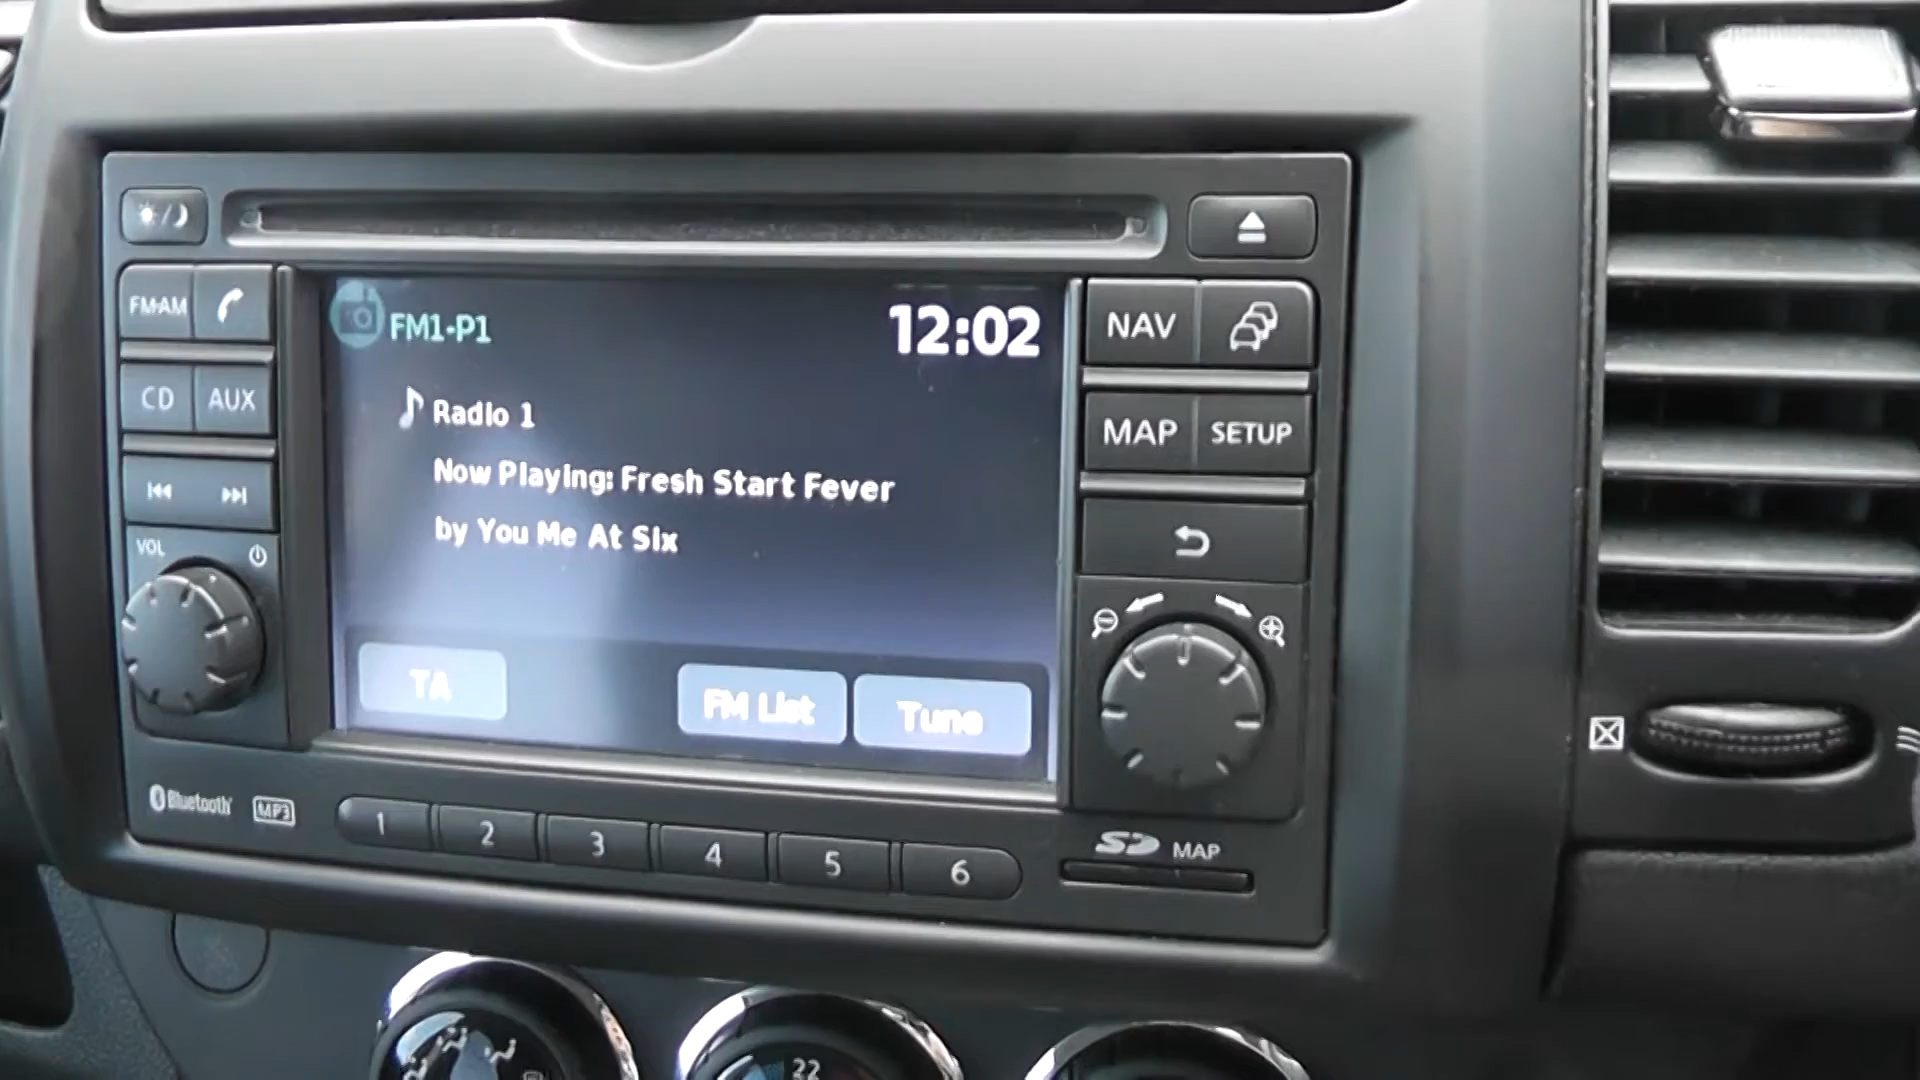 FM·AM
CD AUX
VOL
FM1-P1
12:02
Radio 1
Now Playing: Fresh Start Fever
by You Me At Six
TA
FM List
Tune
NAV
MAP SETUP
Bluetooth
MP3
1 2 3 4 5 6
SD MAP
22